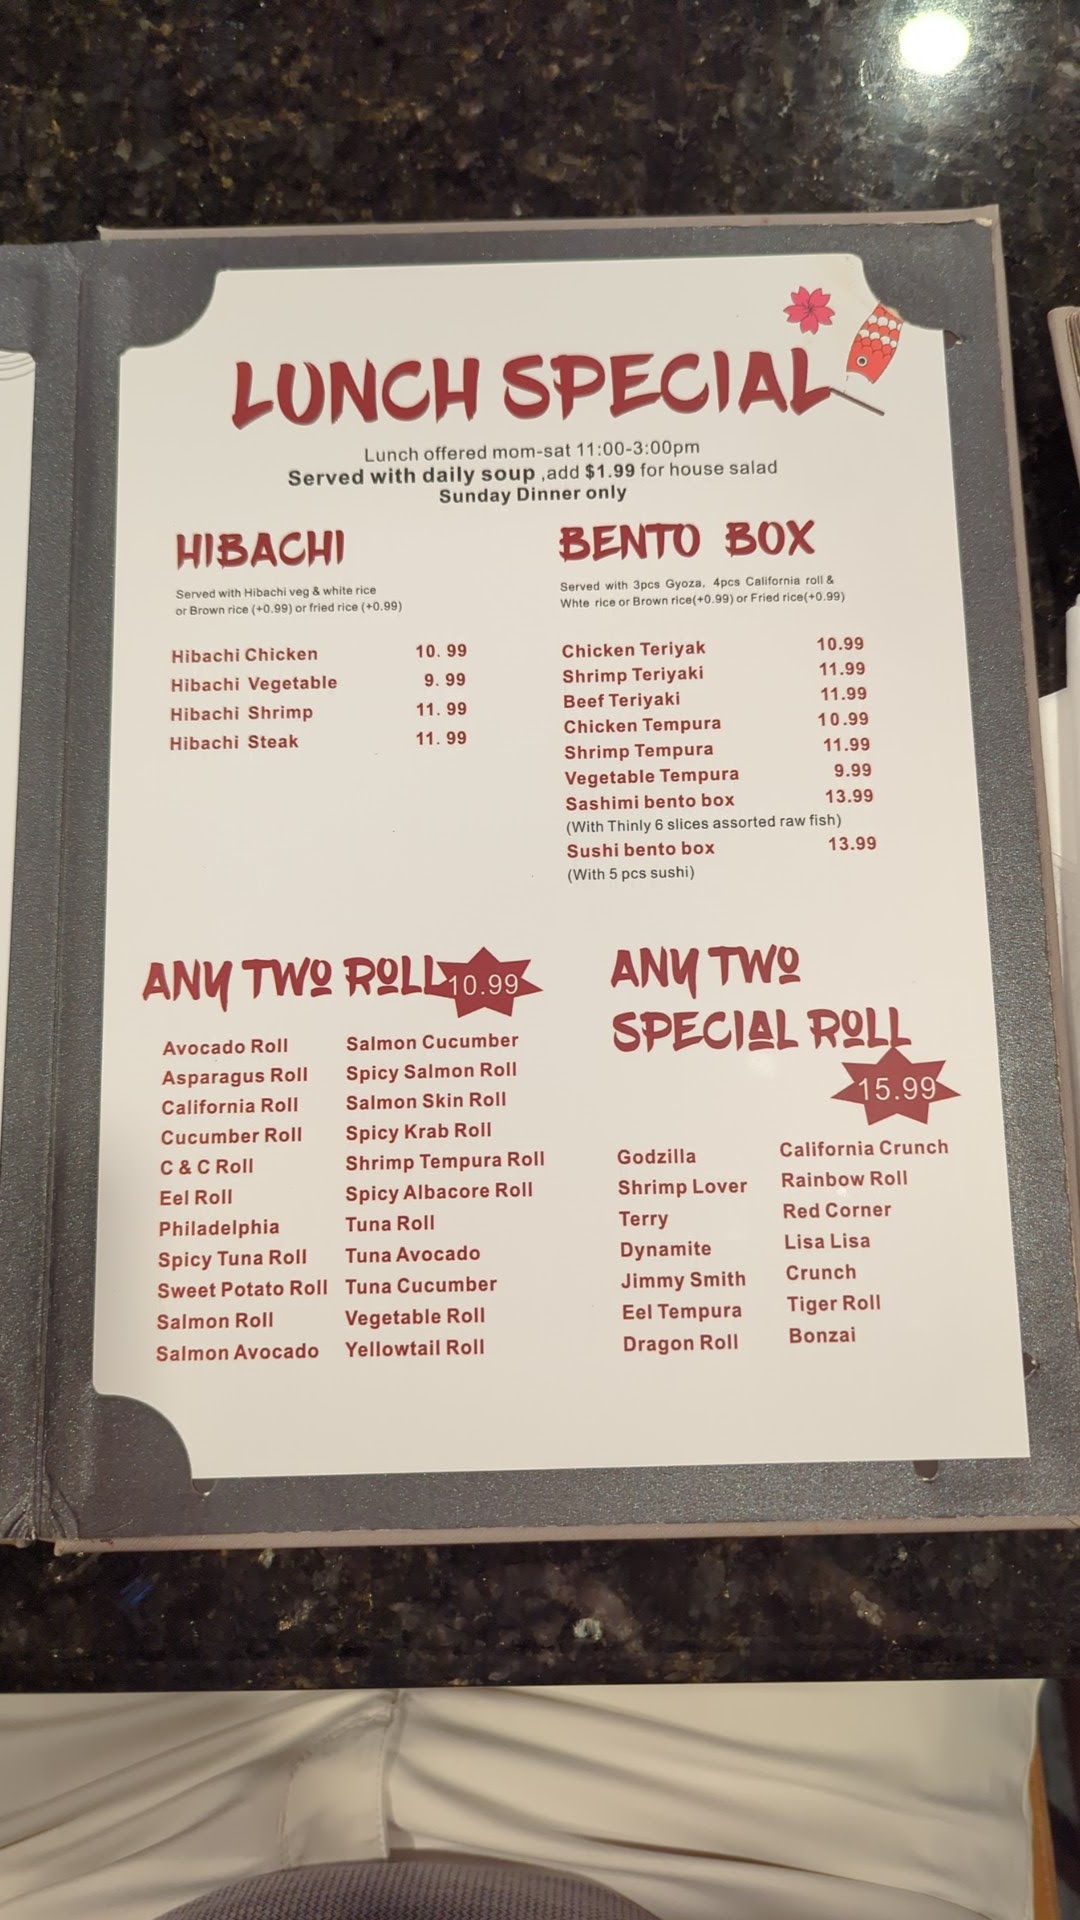 LUNCH SPECIAL
Lunch offered mom-sat 11:00-3:00pm
Served with daily soup ,add $1.99 for house salad
Sunday Dinner only
HIBACHI
Served with Hibachi veg & white rice
or Brown rice (+0.99) or fried rice (+0.99)
Hibachi Chicken 10. 99
Hibachi Vegetable 9. 99
Hibachi Shrimp 11. 99
Hibachi Steak 11. 99
BENTO BOX
Served with 3pcs Gyoza, 4pcs California roll &
Whte rice or Brown rice(+0.99) or Fried rice(+0.99)
Chicken Teriyak 10.99
Shrimp Teriyaki 11.99
Beef Teriyaki 11.99
Chicken Tempura 10.99
Shrimp Tempura 11.99
Vegetable Tempura 9.99
Sashimi bento box 13.99
(With Thinly 6 slices assorted raw fish)
Sushi bento box 13.99
(With 5 pcs sushi)
ANY TWO ROLL 10.99
Avocado Roll
Asparagus Roll
California Roll
Cucumber Roll
C & C Roll
Eel Roll
Philadelphia
Spicy Tuna Roll
Sweet Potato Roll
Salmon Roll
Salmon Avocado
Salmon Cucumber
Spicy Salmon Roll
Salmon Skin Roll
Spicy Krab Roll
Shrimp Tempura Roll
Spicy Albacore Roll
Tuna Roll
Tuna Avocado
Tuna Cucumber
Vegetable Roll
Yellowtail Roll
ANY TWO
SPECIAL ROLL
15.99
Godzilla
Shrimp Lover
Terry
Dynamite
Jimmy Smith
Eel Tempura
Dragon Roll
California Crunch
Rainbow Roll
Red Corner
Lisa Lisa
Crunch
Tiger Roll
Bonzai